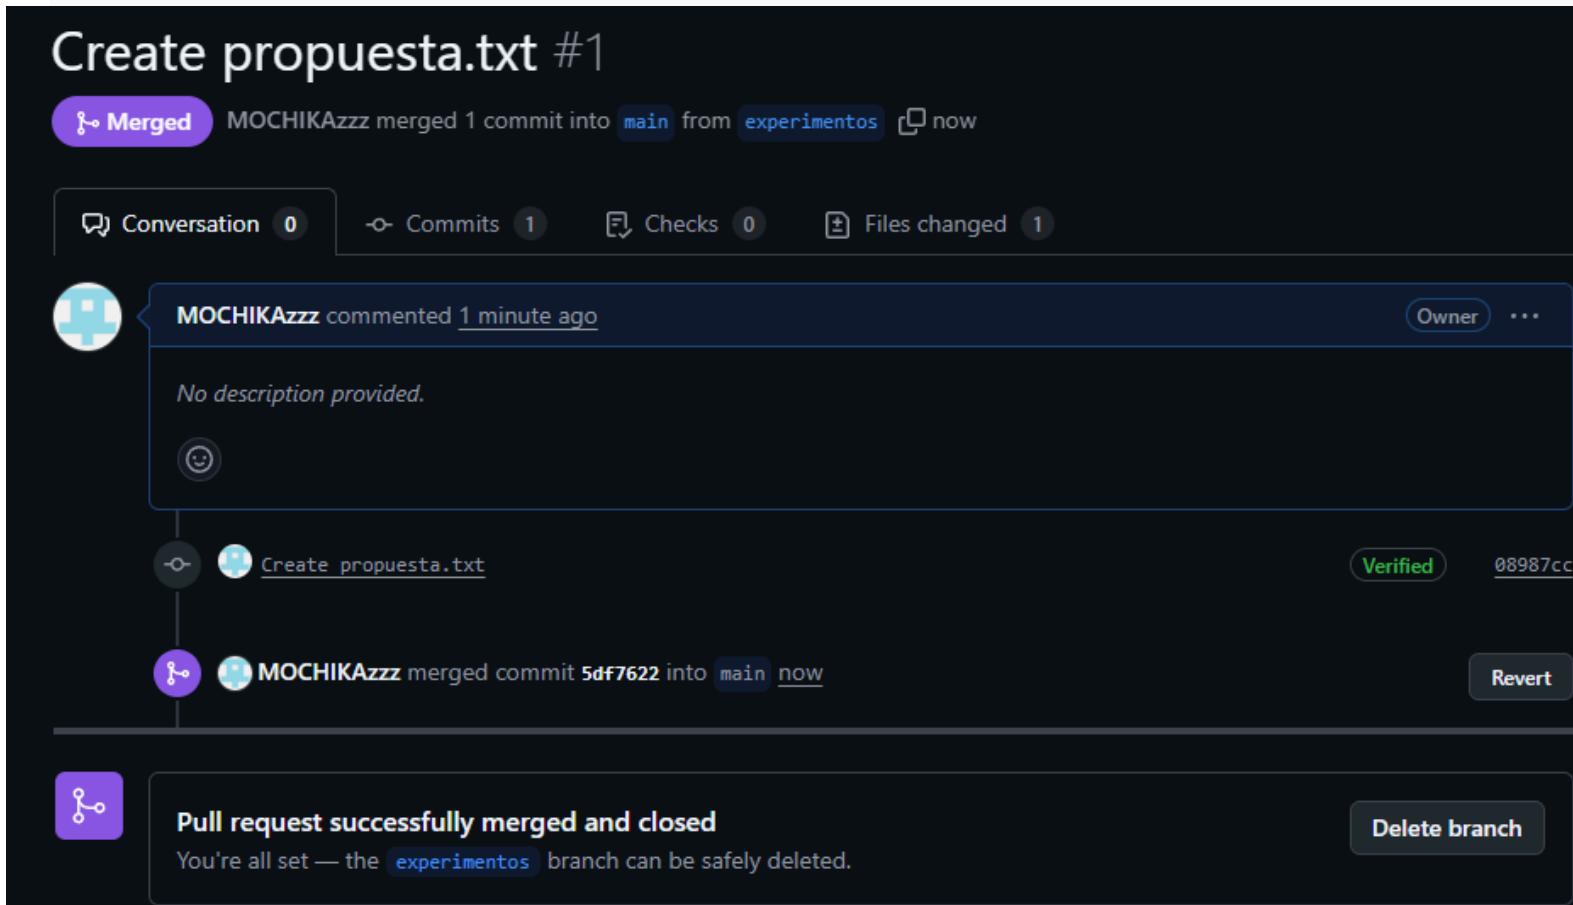 Create propuesta.txt #1
Merged MOCHIKAzzz merged 1 commit into main from experimentos now
Conversation 0 Commits 1 Checks 0 Files changed 1
MOCHIKAzzz commented 1 minute ago Owner
No description provided.
Create propuesta.txt Verified 08987cc
MOCHIKAzzz merged commit 5df7622 into main now Revert
Pull request successfully merged and closed
You're all set — the experimentos branch can be safely deleted.
Delete branch